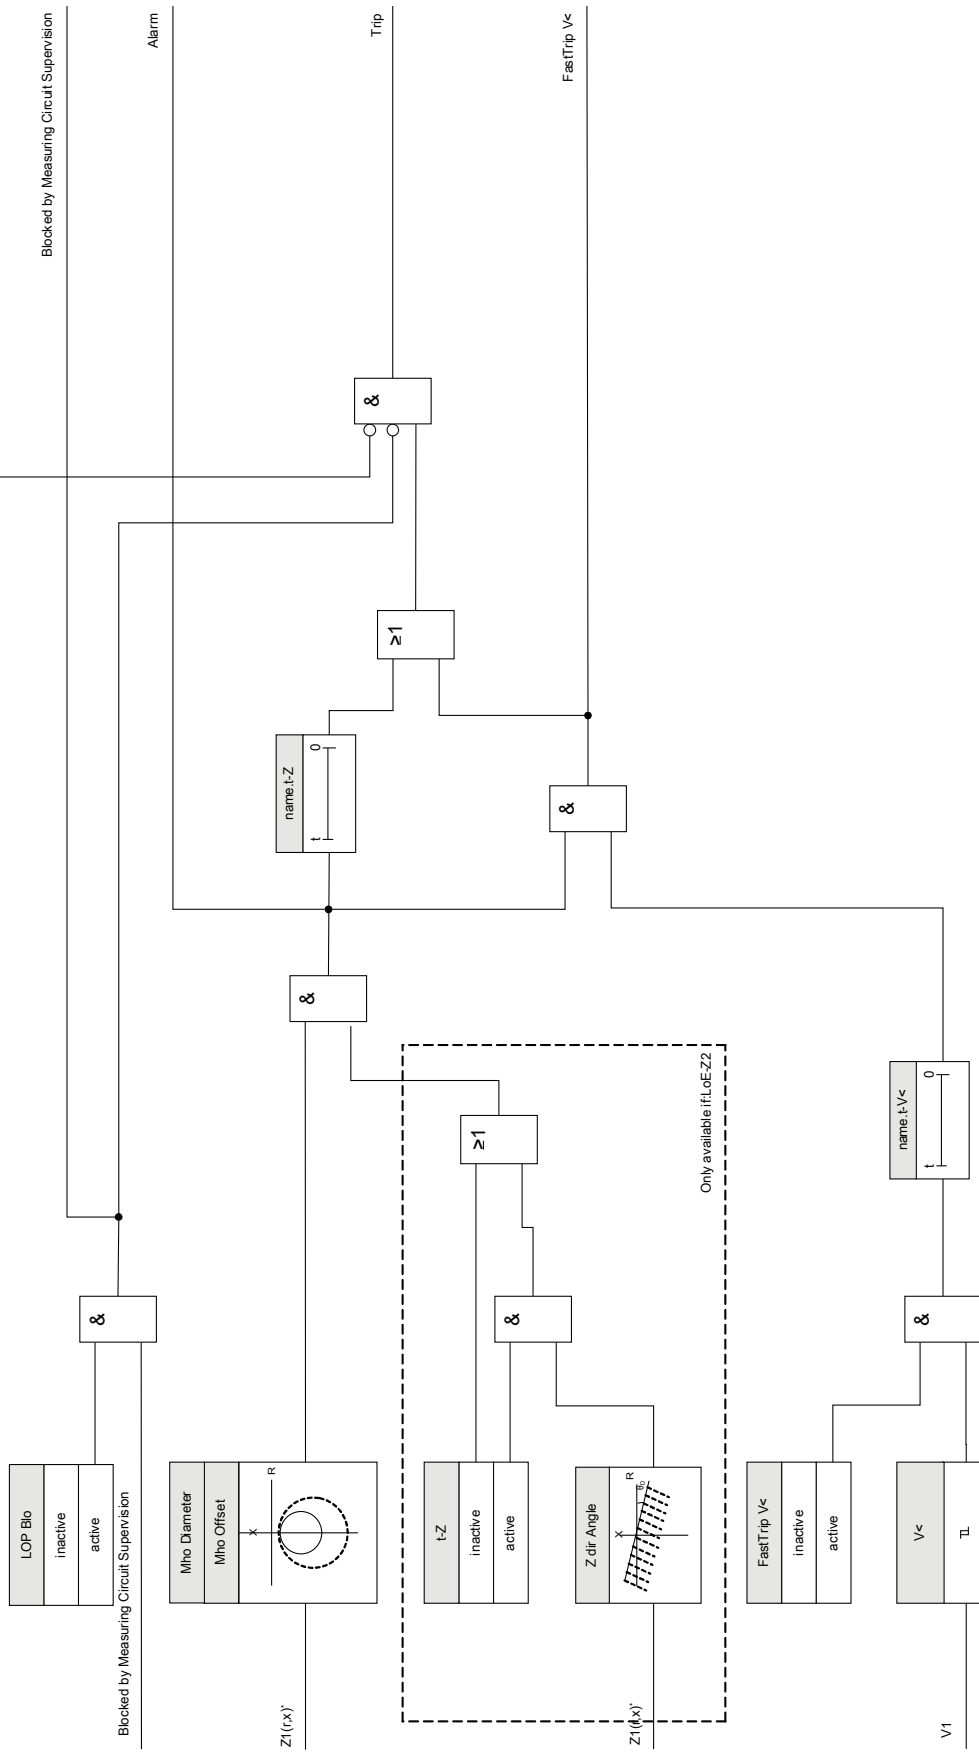 LOP Blo
inactive
active
Blocked by Measuring Circuit Supervision
&
Blocked by Measuring Circuit Supervision
Alarm
Mho Diameter
Mho Offset
X
R
Z1(r,x)*
&
name.t-Z
t
0
≥1
&
Trip
t-Z
inactive
active
Z dir Angle
X
R
Z1(r,x)*
&
≥1
Only available if:LoE-Z2
&
FastTrip V<
FastTrip V<
inactive
active
V<
V1
&
name.t-V<
t
0